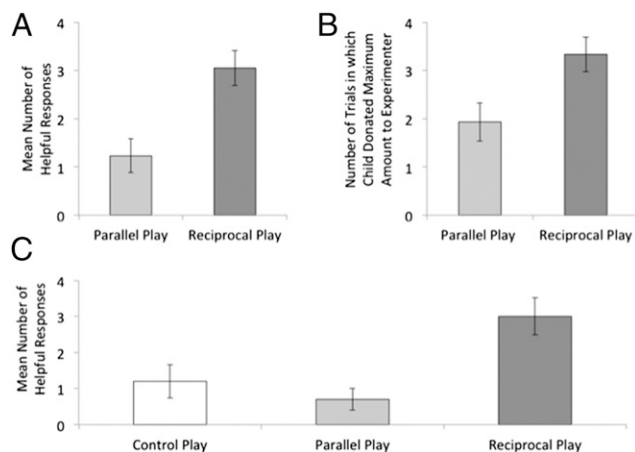 A
Mean Number of
Helpful Responses
4
3
2
1
0
Parallel Play
Reciprocal Play
B
Number of Trials in which
Child Donated Maximum
Amount to Experimenter
4
3
2
1
0
Parallel Play
Reciprocal Play
C
Mean Number of
Helpful Responses
4
3
2
1
0
Control Play
Parallel Play
Reciprocal Play